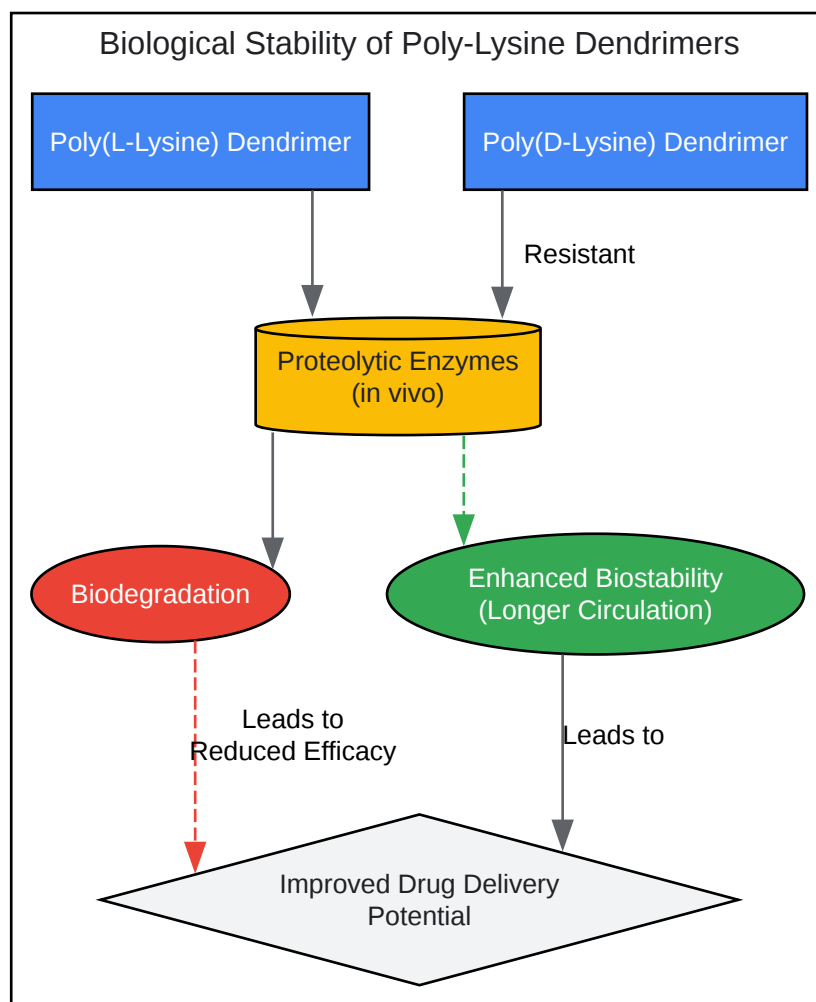 Biological Stability of Poly-Lysine Dendrimers
Poly(L-Lysine) Dendrimer
Poly(D-Lysine) Dendrimer
Resistant
Proteolytic Enzymes
(in vivo)
Biodegradation
Enhanced Biostability
(Longer Circulation)
Leads to
Reduced Efficacy
Leads to
Improved Drug Delivery
Potential